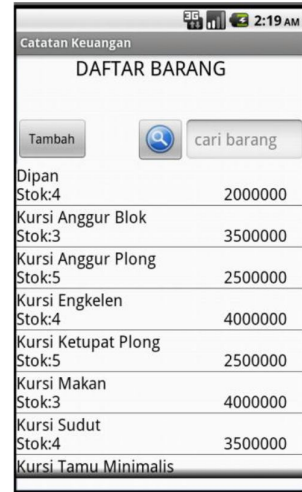 3G 2:19 AM
Catatan Keuangan
DAFTAR BARANG
Tambah cari barang
Dipan
Stok:4 2000000
Kursi Anggur Blok
Stok:3 3500000
Kursi Anggur Plong
Stok:5 2500000
Kursi Engkelen
Stok:4 4000000
Kursi Ketupat Plong
Stok:5 2500000
Kursi Makan
Stok:3 4000000
Kursi Sudut
Stok:4 3500000
Kursi Tamu Minimalis